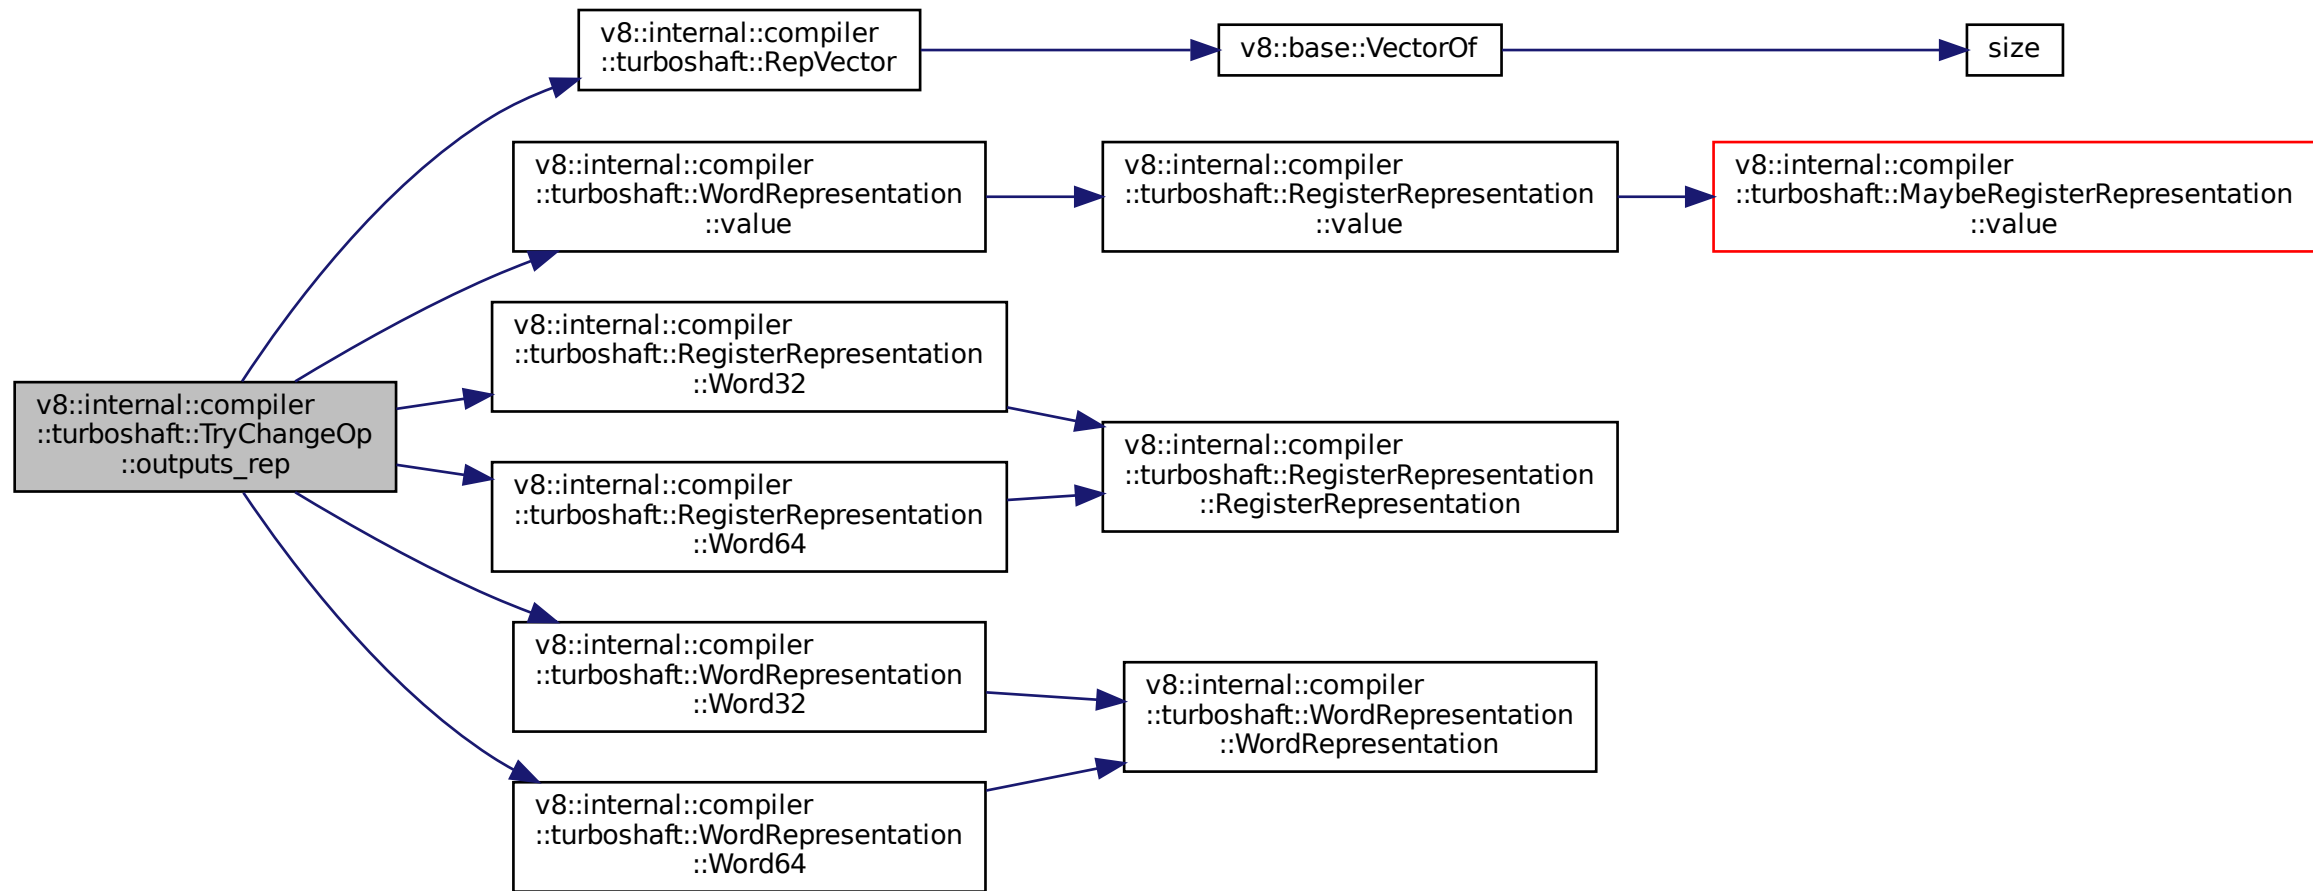 v8::internal::compiler
::turboshaft::RepVector
v8::base::VectorOf
size
v8::internal::compiler
::turboshaft::WordRepresentation
::value
v8::internal::compiler
::turboshaft::RegisterRepresentation
::value
v8::internal::compiler
::turboshaft::MaybeRegisterRepresentation
::value
v8::internal::compiler
::turboshaft::RegisterRepresentation
::Word32
v8::internal::compiler
::turboshaft::TryChangeOp
::outputs_rep
v8::internal::compiler
::turboshaft::RegisterRepresentation
::RegisterRepresentation
v8::internal::compiler
::turboshaft::RegisterRepresentation
::Word64
v8::internal::compiler
::turboshaft::WordRepresentation
::Word32
v8::internal::compiler
::turboshaft::WordRepresentation
::WordRepresentation
v8::internal::compiler
::turboshaft::WordRepresentation
::Word64